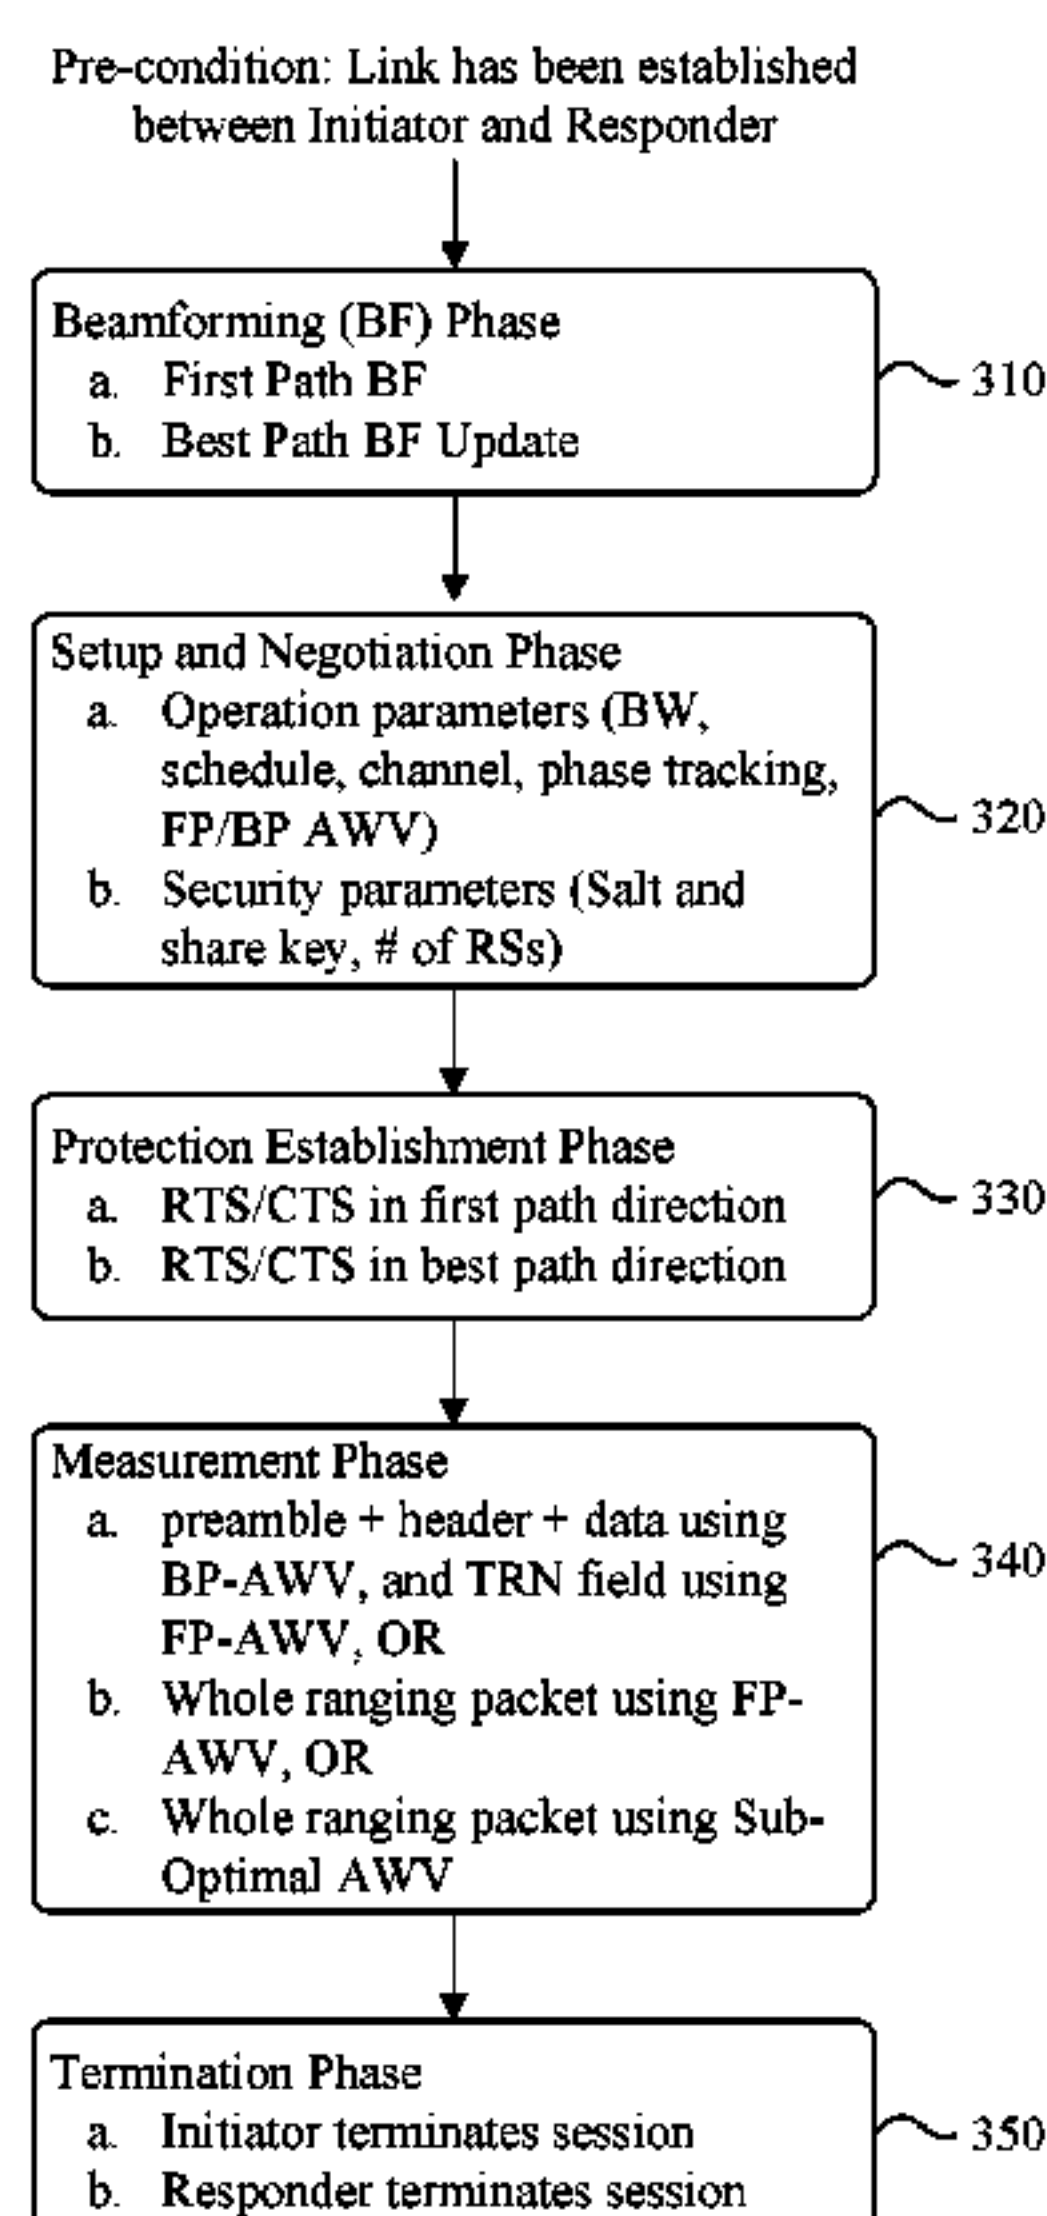 Pre-condition: Link has been established
between Initiator and Responder
Beamforming (BF) Phase
a. First Path BF
b. Best Path BF Update
310
Setup and Negotiation Phase
a. Operation parameters (BW,
schedule, channel, phase tracking,
FP/BP AWV)
b. Security parameters (Salt and
share key, # of RSs)
320
Protection Establishment Phase
a. RTS/CTS in first path direction
b. RTS/CTS in best path direction
330
Measurement Phase
a. preamble + header + data using
BP-AWV, and TRN field using
FP-AWV, OR
b. Whole ranging packet using FP-
AWV, OR
c. Whole ranging packet using Sub-
Optimal AWV
340
Termination Phase
a. Initiator terminates session
b. Responder terminates session
350